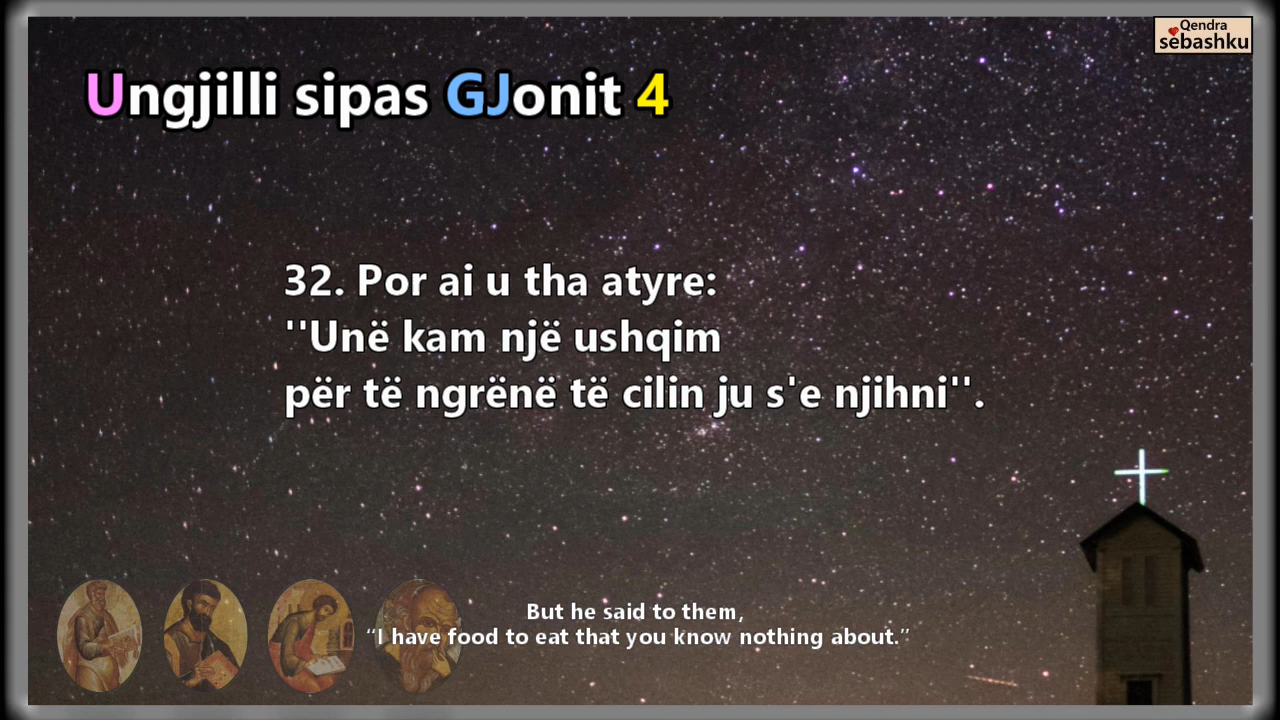 Qendra
sëbashku
Ungjilli sipas GJonit 4
32. Por ai u tha atyre:
''Unë kam një ushqim
për të ngrënë të cilin ju s'e njihni''.
But he said to them,
“I have food to eat that you know nothing about.”